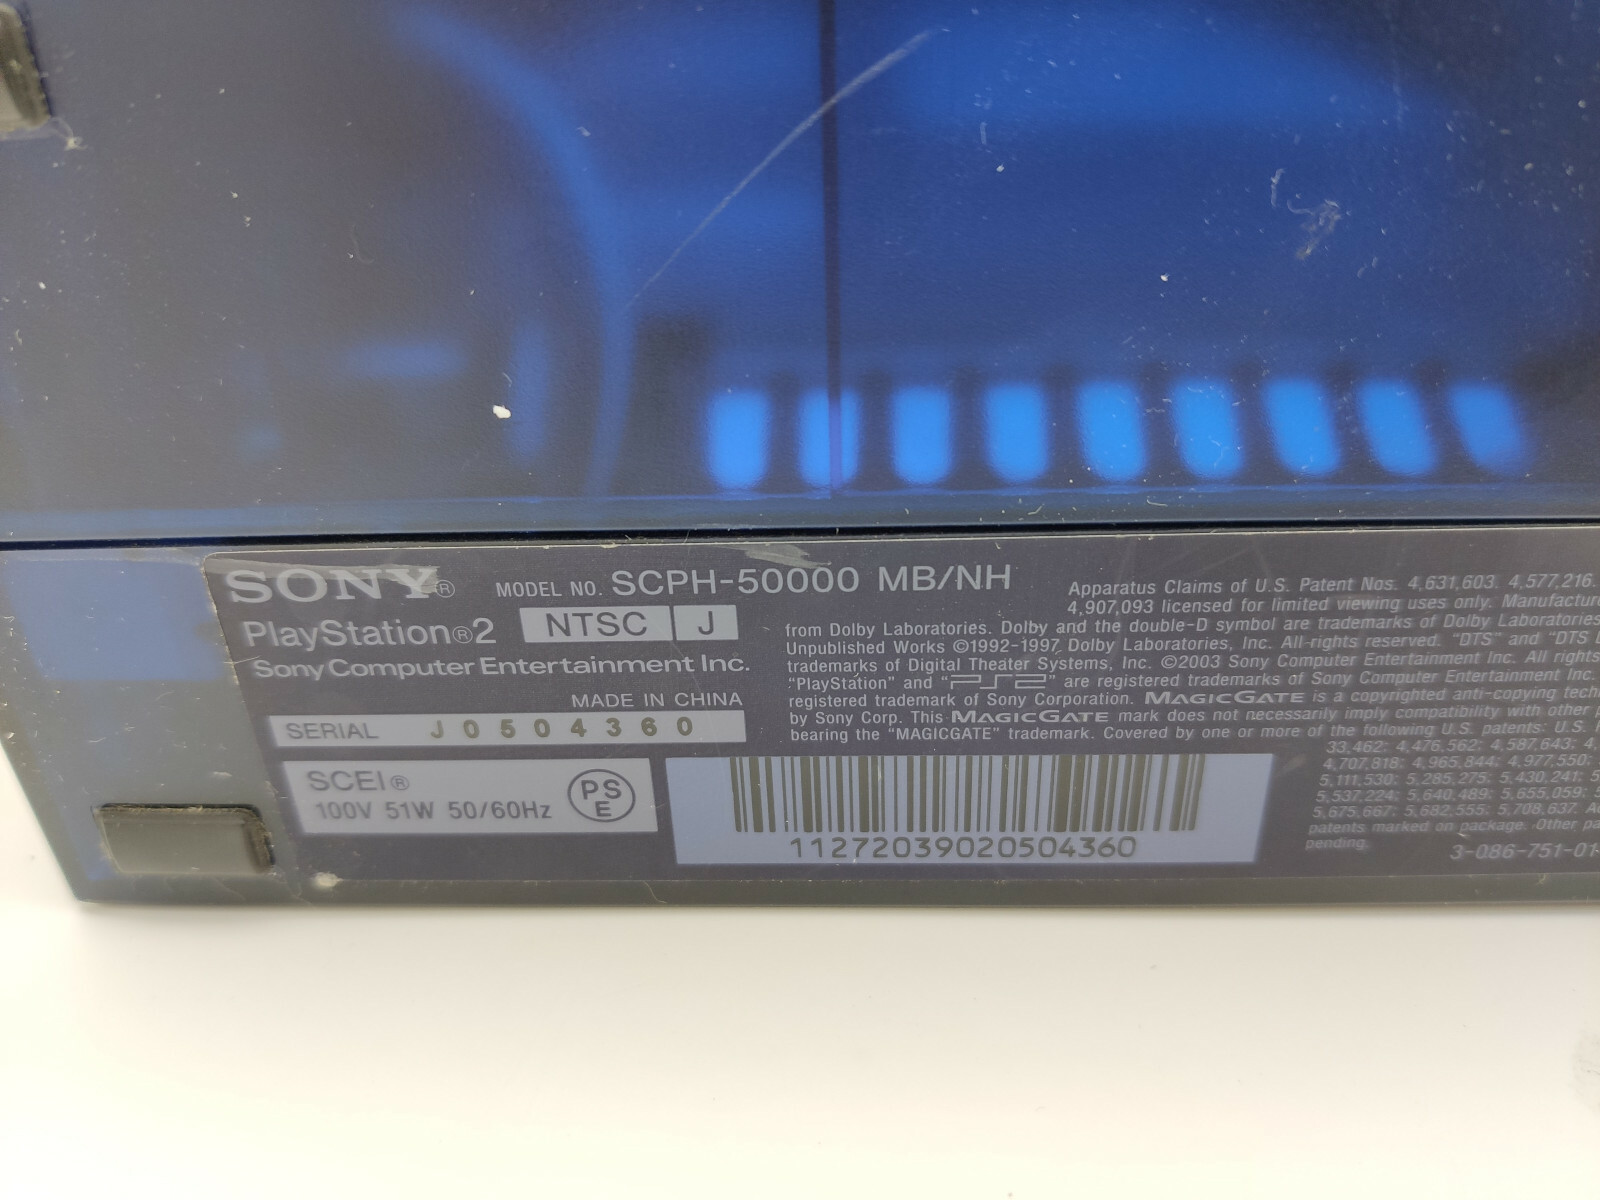 SONY® MODEL NO. SCPH-50000 MB/NH
PlayStation®2 NTSC J
Sony Computer Entertainment Inc.
MADE IN CHINA
SERIAL J0504360
SCEI®
100V 51W 50/60Hz
PS
E
11272039020504360
Apparatus Claims of U.S. Patent Nos. 4,631,603. 4,577,216.
4,907,093 licensed for limited viewing uses only.
from Dolby Laboratories. Dolby and the double-D symbol are trademarks of Dolby Laboratories
Unpublished Works ©1992-1997 Dolby Laboratories, Inc. All rights reserved. "DTS" and "DTS
trademarks of Digital Theater Systems, Inc. ©2003 Sony Computer Entertainment Inc. All rights
"PlayStation" and "PS2" are registered trademarks of Sony Computer Entertainment Inc.
registered trademark of Sony Corporation. MAGICGATE is a copyrighted anti-copying
by Sony Corp. This MAGICGATE mark does not necessarily imply compatibility with other
bearing the "MAGICGATE" trademark. Covered by one or more of the following U.S. patents: U.S.
33,462; 4,476,562; 4,587,643;
4,707,818; 4,965,844; 4,977,550;
5,111,530; 5,285,275; 5,430,241;
5,537,224; 5,640,489; 5,655,059;
5,675,667; 5,682,555; 5,708,637.
patents marked on package. Other
pending.
3-086-751-01